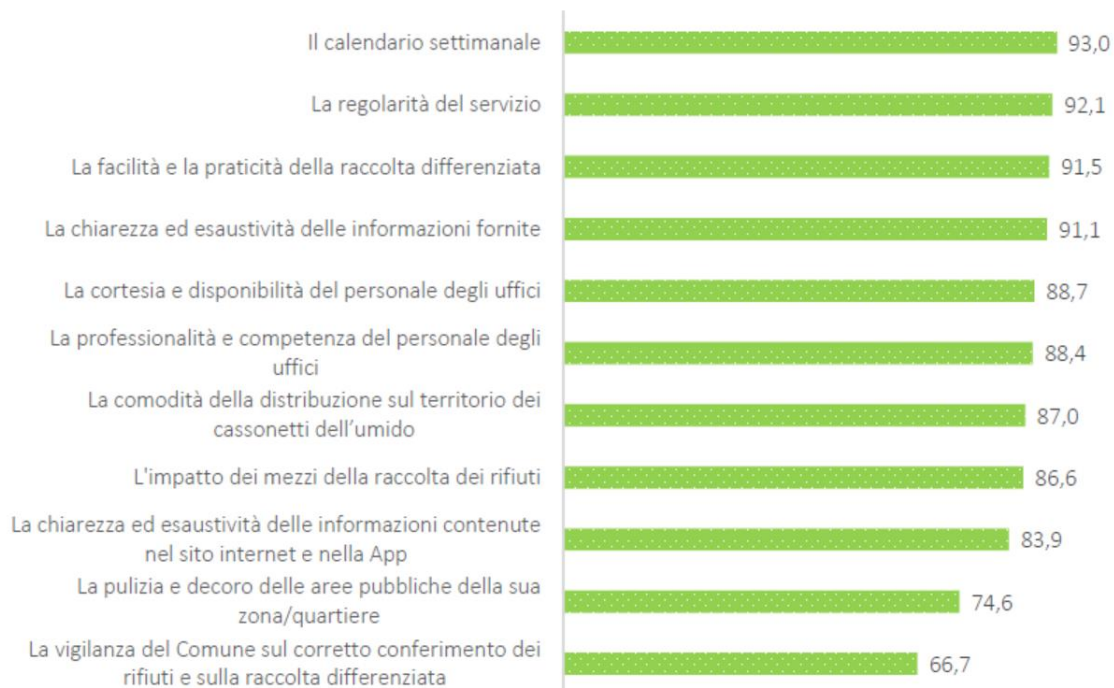 Il calendario settimanale 93,0
La regolarità del servizio 92,1
La facilità e la praticità della raccolta differenziata 91,5
La chiarezza ed esaustività delle informazioni fornite 91,1
La cortesia e disponibilità del personale degli uffici 88,7
La professionalità e competenza del personale degli
uffici 88,4
La comodità della distribuzione sul territorio dei
cassonetti dell’umido 87,0
L'impatto dei mezzi della raccolta dei rifiuti 86,6
La chiarezza ed esaustività delle informazioni contenute
nel sito internet e nella App 83,9
La pulizia e decoro delle aree pubbliche della sua
zona/quartiere 74,6
La vigilanza del Comune sul corretto conferimento dei
rifiuti e sulla raccolta differenziata 66,7